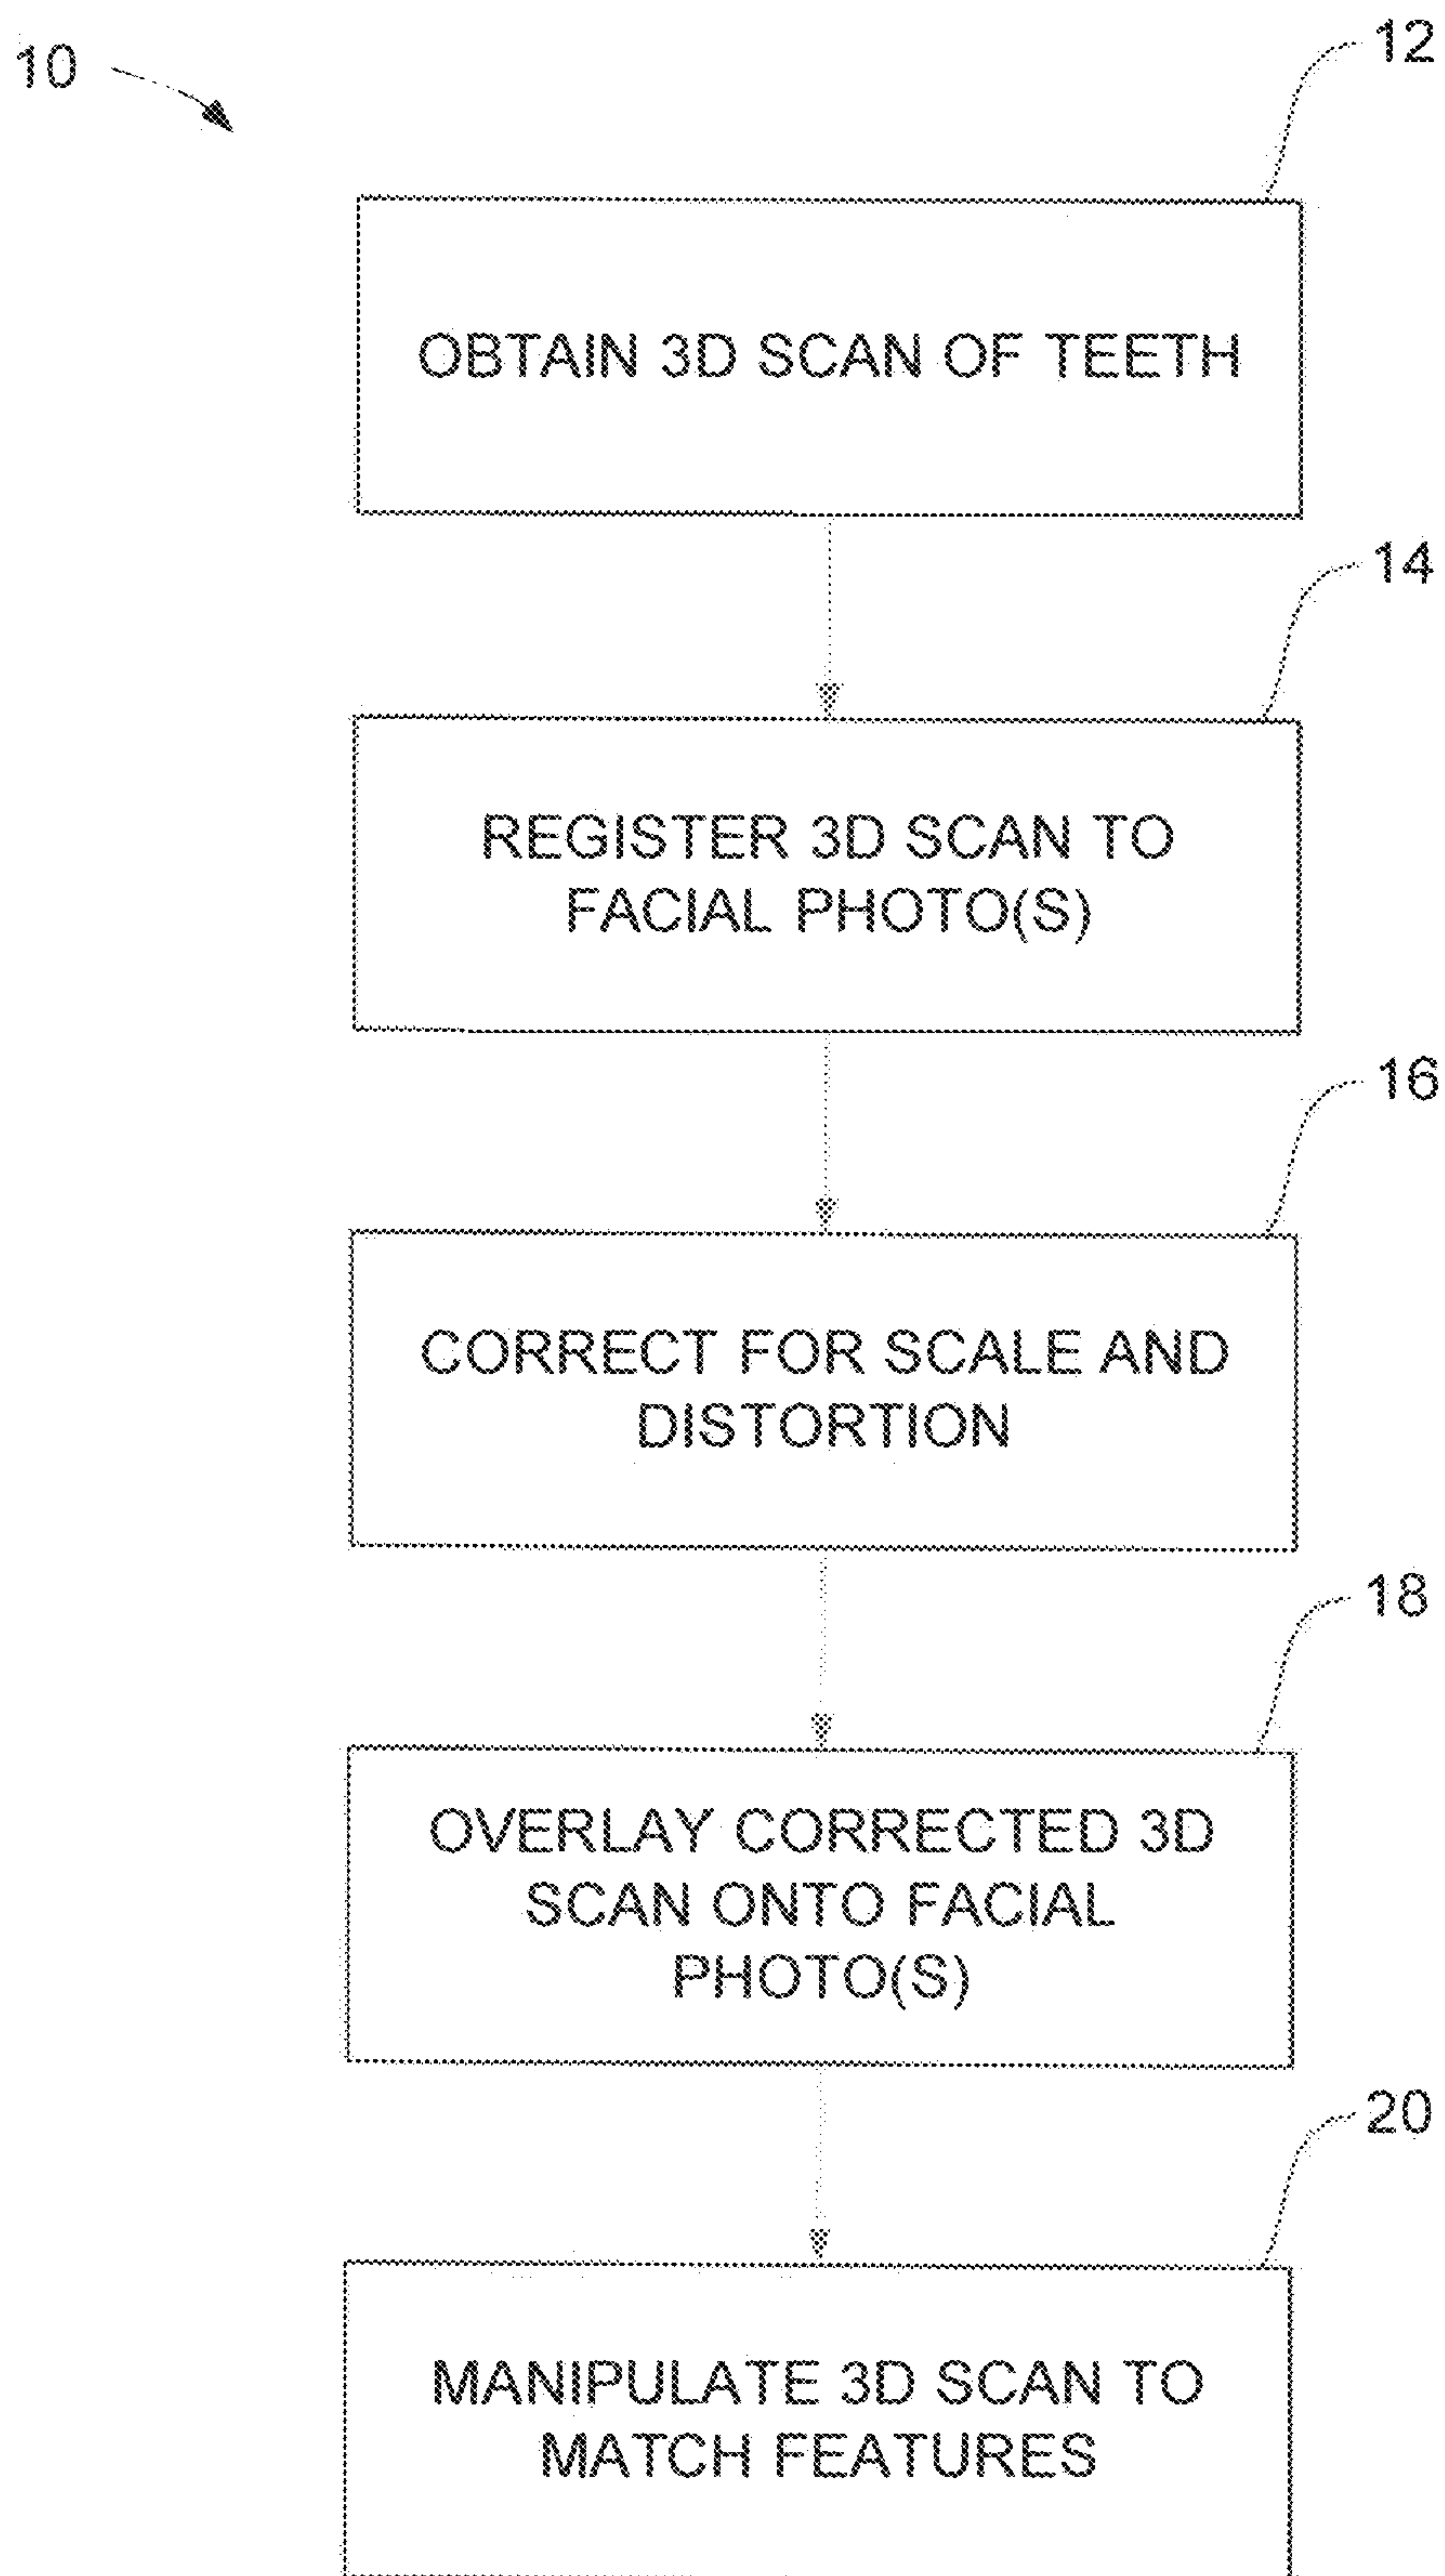 10
12
OBTAIN 3D SCAN OF TEETH
14
REGISTER 3D SCAN TO
FACIAL PHOTO(S)
16
CORRECT FOR SCALE AND
DISTORTION
18
OVERLAY CORRECTED 3D
SCAN ONTO FACIAL
PHOTO(S)
20
MANIPULATE 3D SCAN TO
MATCH FEATURES